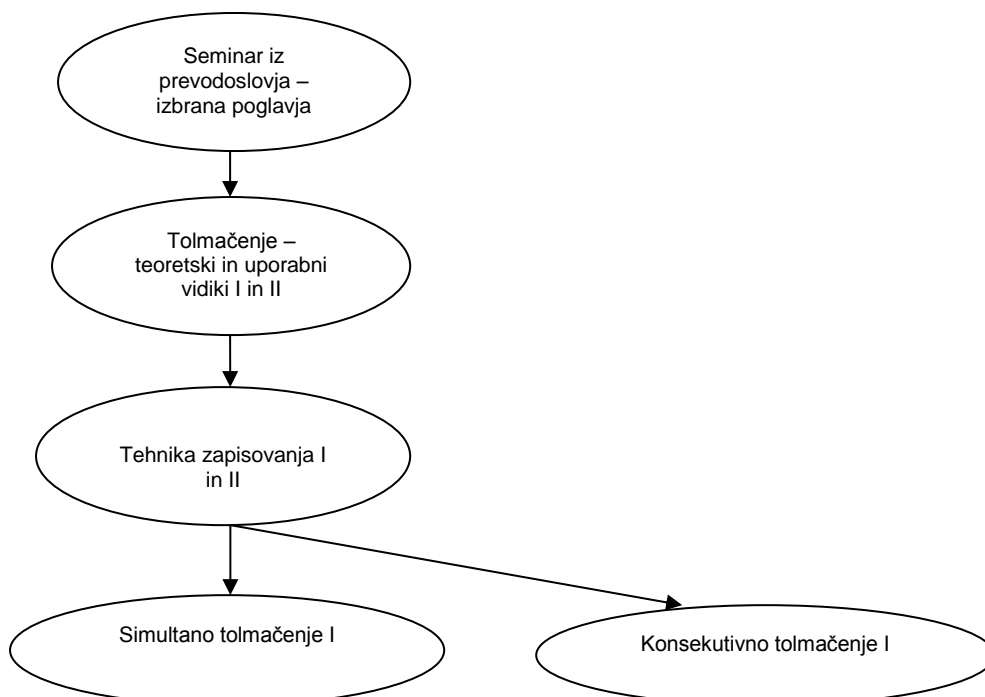 Seminar iz
prevodoslovja –
izbrana poglavja
Tolmačenje –
teoretski in uporabni
vidiki I in II
Tehnika zapisovanja I
in II
Simultano tolmačenje I
Konsekutivno tolmačenje I